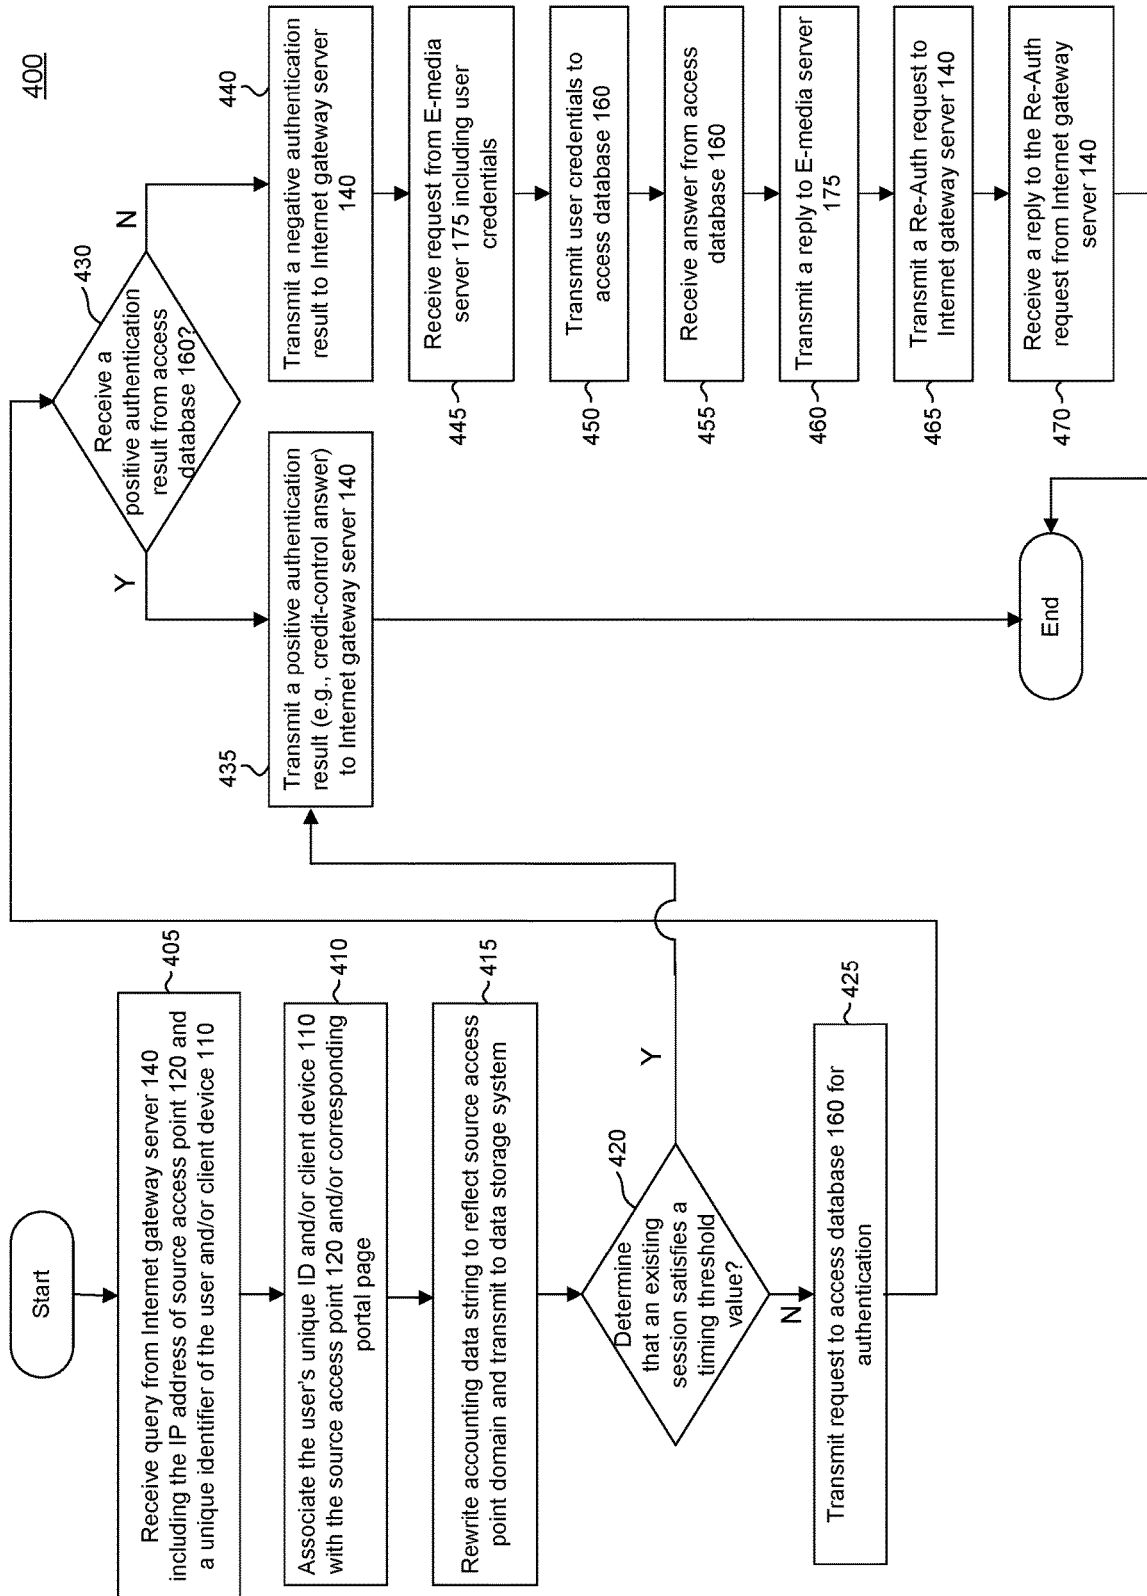 400
Start
405
Receive query from Internet gateway server 140
including the IP address of source access point 120 and
a unique identifier of the user and/or client device 110
410
Associate the user's unique ID and/or client device 110
with the source access point 120 and/or corresponding
portal page
415
Rewrite accounting data string to reflect source access
point domain and transmit to data storage system
420
Determine
that an existing
session satisfies a
timing threshold
value?
Y
N
425
Transmit request to access database 160 for
authentication
430
Receive a
positive authentication
result from access
database 160?
Y
N
435
Transmit a positive authentication
result (e.g., credit-control answer)
to Internet gateway server 140
440
Transmit a negative authentication
result to Internet gateway server
140
445
Receive request from E-media
server 175 including user
credentials
450
Transmit user credentials to
access database 160
455
Receive answer from access
database 160
460
Transmit a reply to E-media server
175
465
Transmit a Re-Auth request to
Internet gateway server 140
470
Receive a reply to the Re-Auth
request from Internet gateway
server 140
End